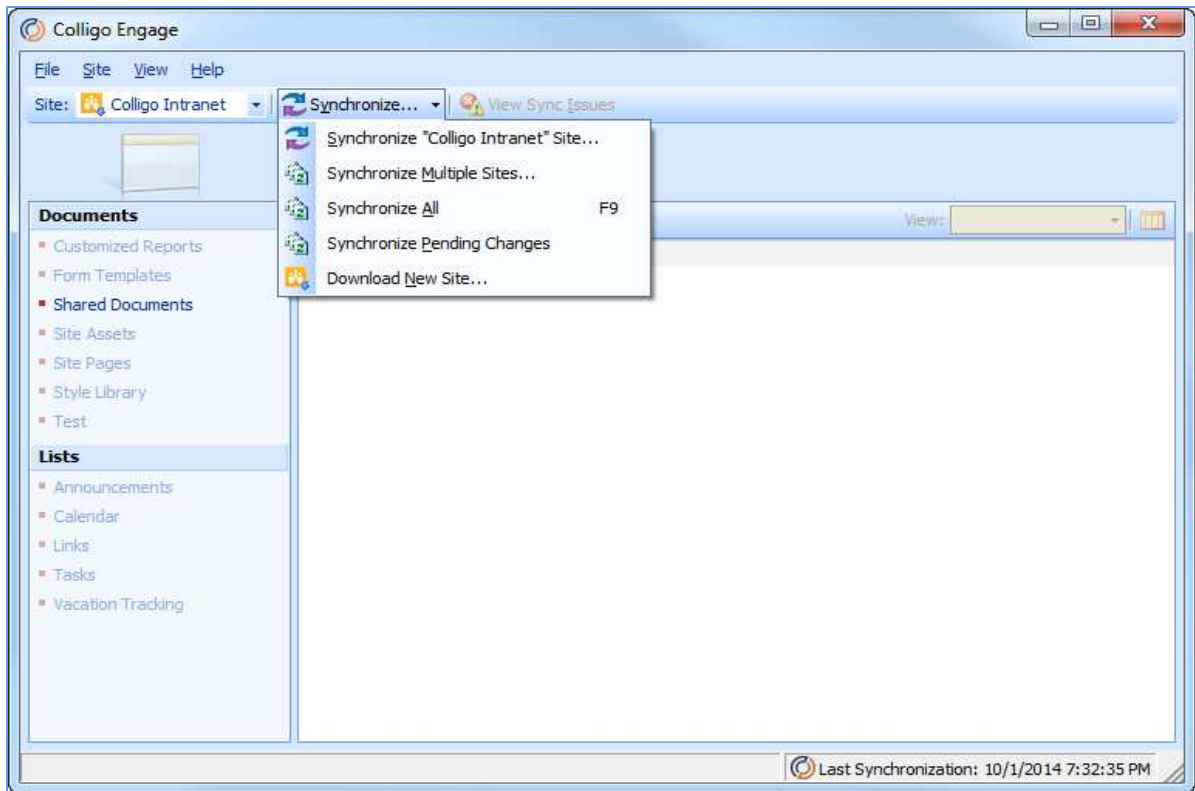 Colligo Engage
File Site View Help
Site: Colligo Intranet Synchronize... View Sync Issues
Synchronize "Colligo Intranet" Site...
Synchronize Multiple Sites...
Synchronize All F9
Synchronize Pending Changes
Download New Site...
View:
Documents
Customized Reports
Form Templates
Shared Documents
Site Assets
Site Pages
Style Library
Test
Lists
Announcements
Calendar
Links
Tasks
Vacation Tracking
Last Synchronization: 10/1/2014 7:32:35 PM